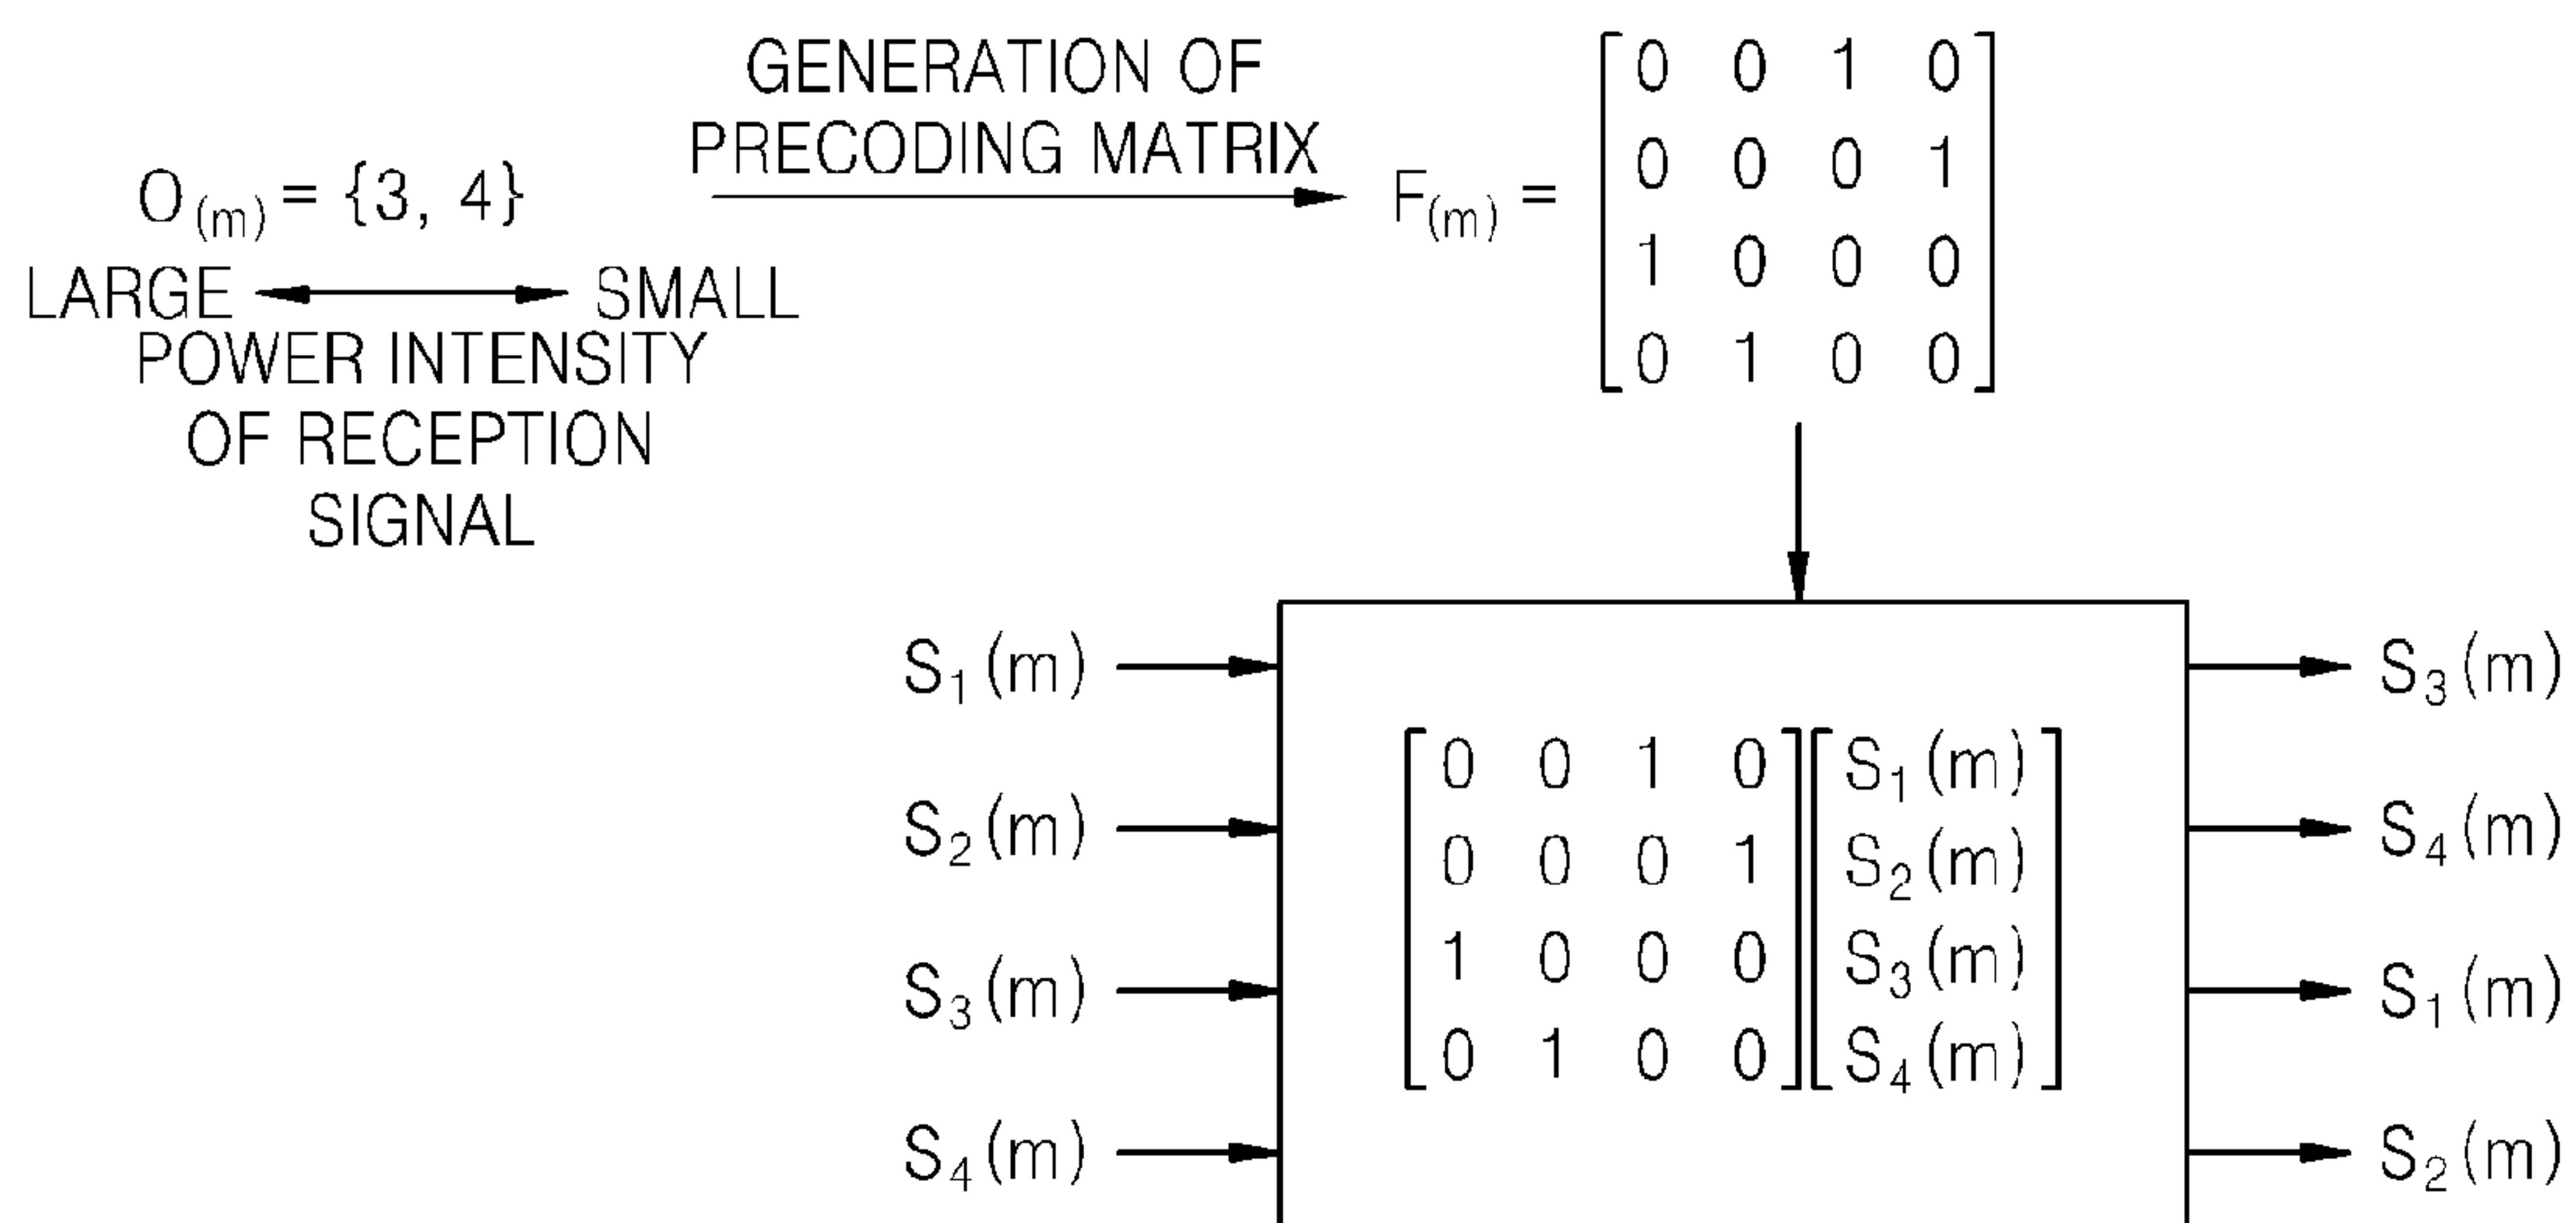 GENERATION OF
PRECODING MATRIX
O(m) = {3, 4}
LARGE SMALL
POWER INTENSITY
OF RECEPTION
SIGNAL
F(m) =
0 0 1 0
0 0 0 1
1 0 0 0
0 1 0 0
S1(m)
S2(m)
S3(m)
S4(m)
0 0 1 0 S1(m)
0 0 0 1 S2(m)
1 0 0 0 S3(m)
0 1 0 0 S4(m)
S3(m)
S4(m)
S1(m)
S2(m)